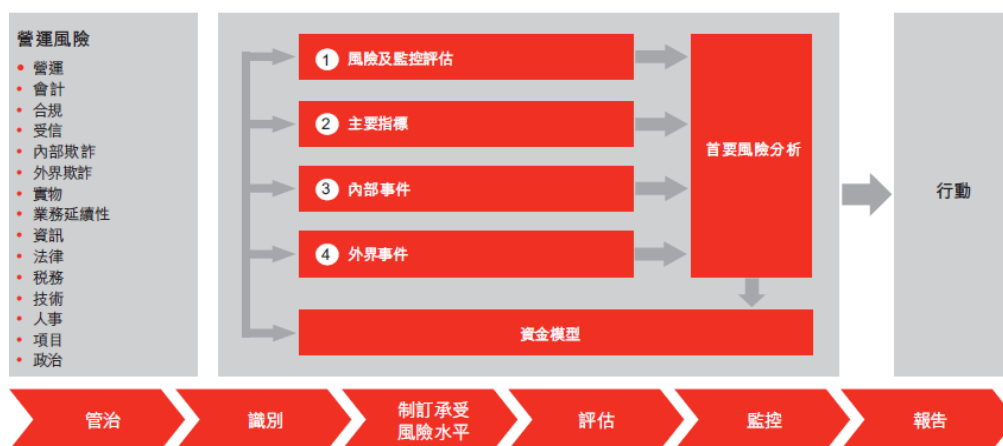 營運風險
• 營運
• 會計
• 合規
• 受信
• 內部欺詐
• 外界欺詐
• 實物
• 業務延續性
• 資訊
• 法律
• 税務
• 技術
• 人事
• 項目
• 政治
1 風險及監控評估
2 主要指標
3 內部事件
4 外界事件
首要風險分析
資金模型
行動
管治
識別
制訂承受
風險水平
評估
監控
報告